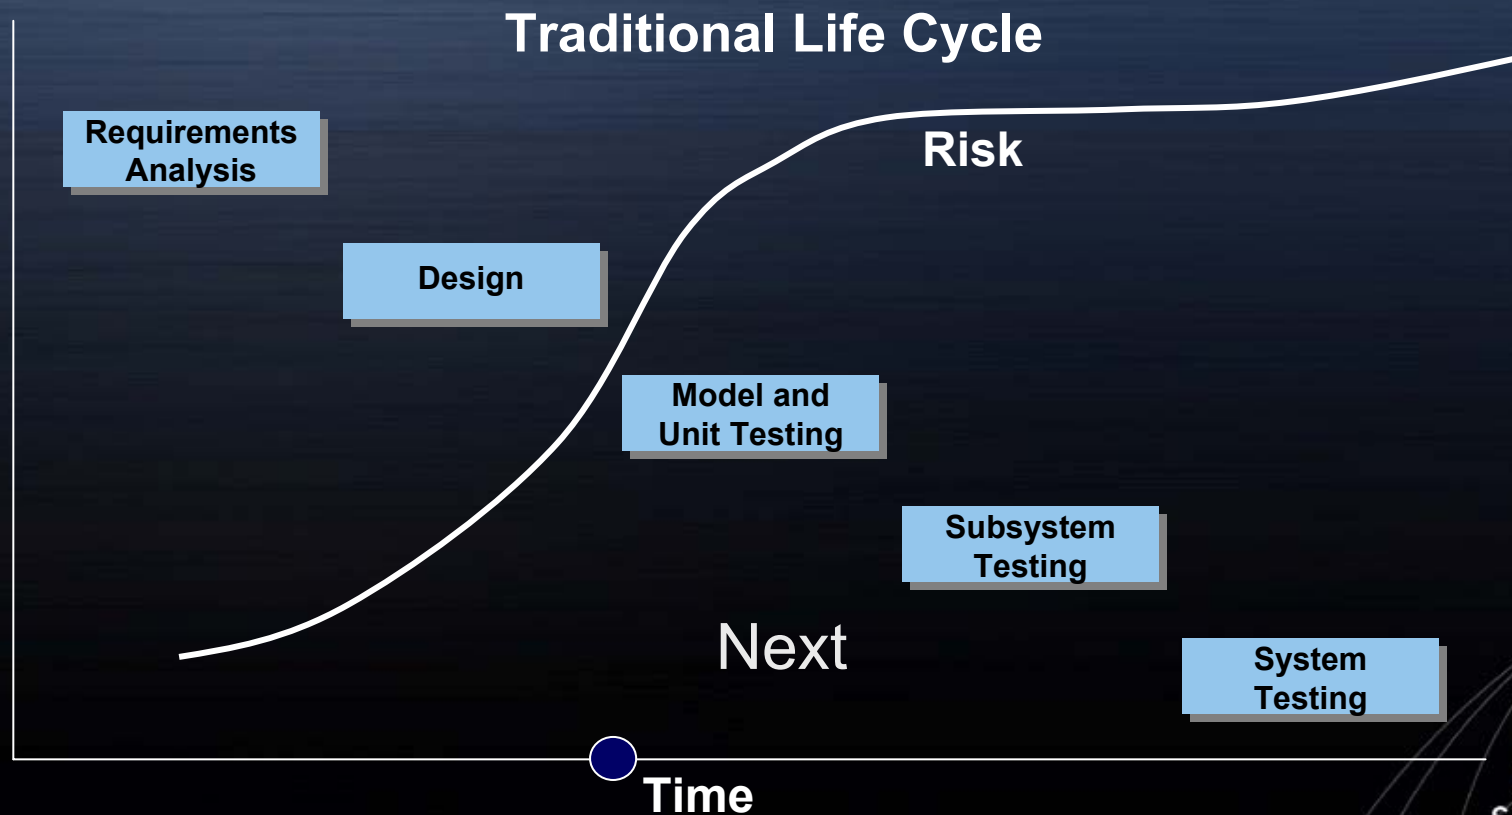 Traditional Life Cycle
Requirements
Analysis
Risk
Design
Model and
Unit Testing
Subsystem
Testing
Next
System
Testing
Time